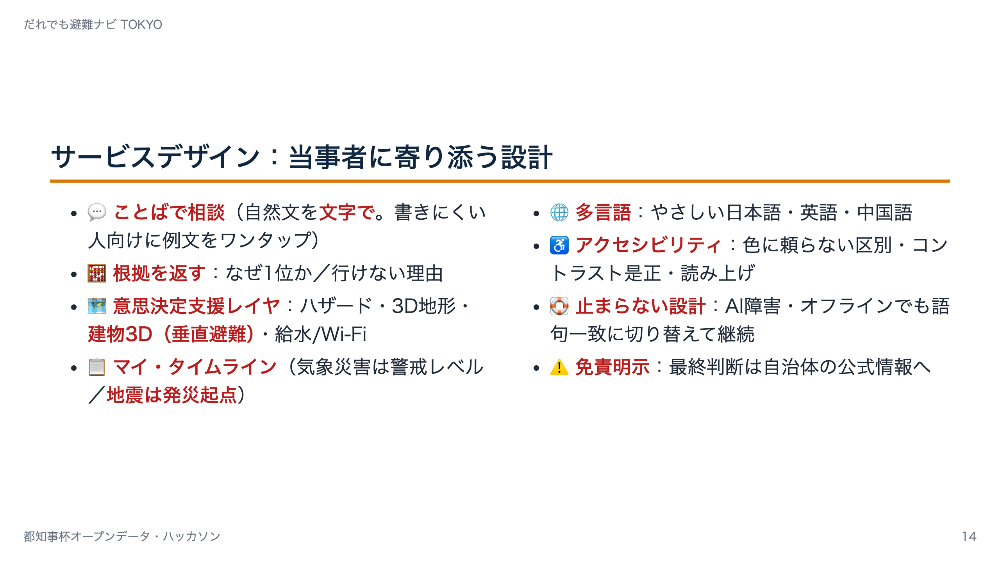 だれでも避難ナビ TOKYO
サービスデザイン：当事者に寄り添う設計
• 💬 ことばで相談（自然文を文字で。書きにくい
人向けに例文をワンタップ）
• 🧮 根拠を返す：なぜ1位か／行けない理由
• 🗺️ 意思決定支援レイヤ：ハザード・3D地形・
建物3D（垂直避難）・給水/Wi-Fi
• 📋 マイ・タイムライン（気象災害は警戒レベル
／地震は発災起点）
• 🌐 多言語：やさしい日本語・英語・中国語
• ♿ アクセシビリティ：色に頼らない区別・コン
トラスト是正・読み上げ
• 🛟 止まらない設計：AI障害・オフラインでも語
句一致に切り替えて継続
• ⚠️ 免責明示：最終判断は自治体の公式情報へ
都知事杯オープンデータ・ハッカソン
14